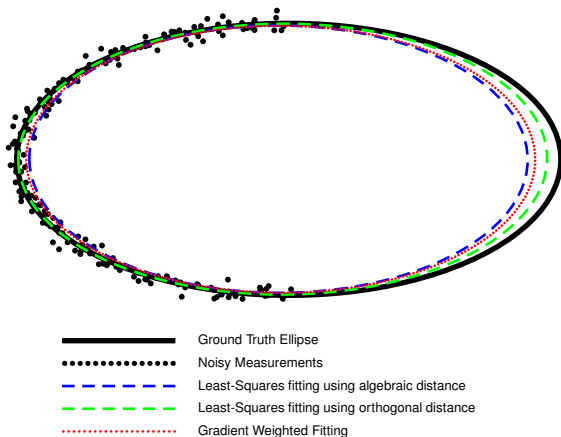 Ground Truth Ellipse
Noisy Measurements
Least-Squares fitting using algebraic distance
Least-Squares fitting using orthogonal distance
Gradient Weighted Fitting